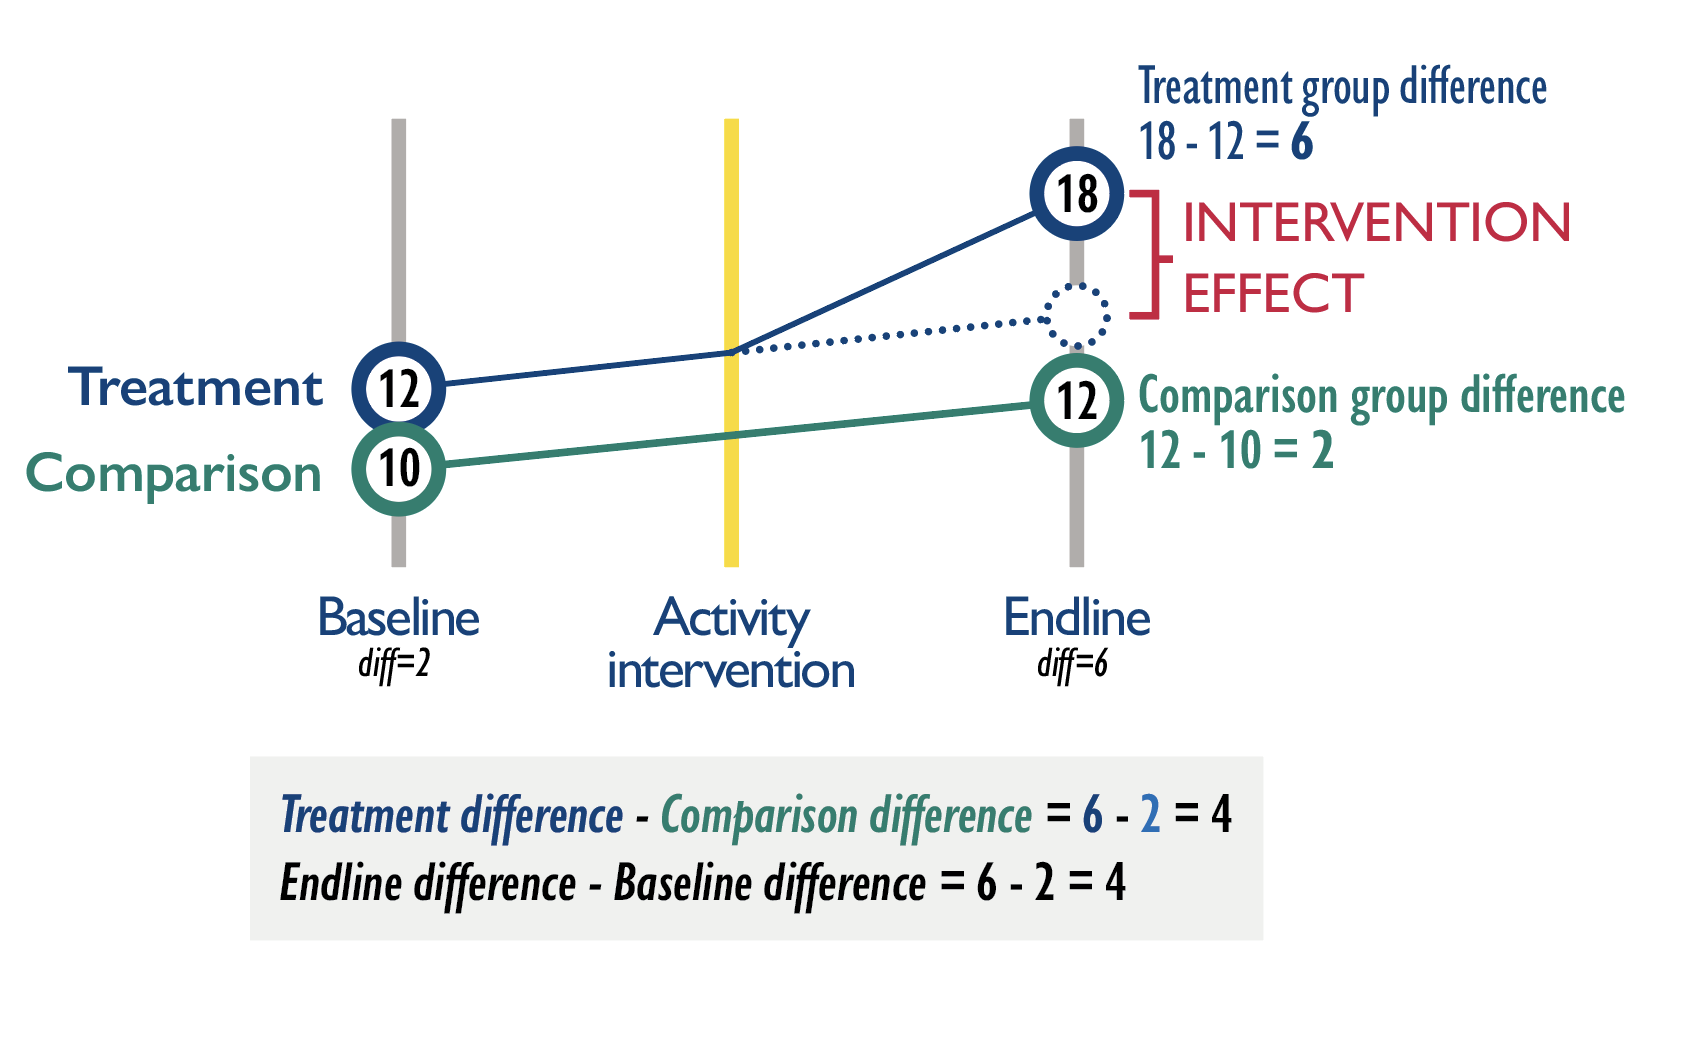 Treatment group difference
18 - 12 = 6
18
INTERVENTION
EFFECT
Treatment
12
12
Comparison group difference
12 - 10 = 2
Comparison
10
Baseline
diff=2
Activity
intervention
Endline
diff=6
Treatment difference - Comparison difference = 6 - 2 = 4
Endline difference - Baseline difference = 6 - 2 = 4